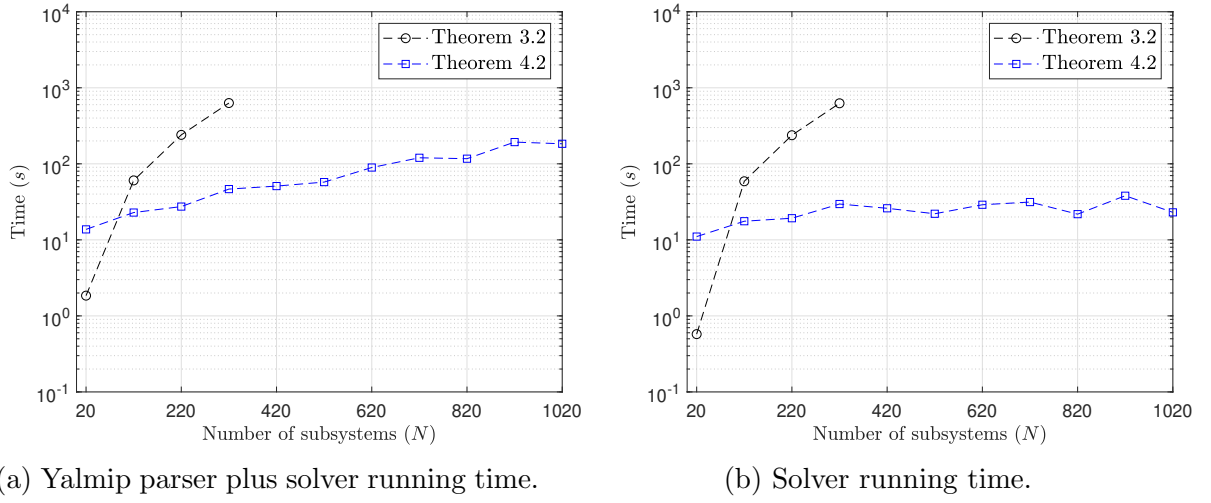 10^4
10^3
10^2
10^1
10^0
10^-1
Time (s)
20 220 420 620 820 1020
Number of subsystems (N)
Theorem 3.2
Theorem 4.2
(a) Yalmip parser plus solver running time.
10^4
10^3
10^2
10^1
10^0
10^-1
Time (s)
20 220 420 620 820 1020
Number of subsystems (N)
Theorem 3.2
Theorem 4.2
(b) Solver running time.